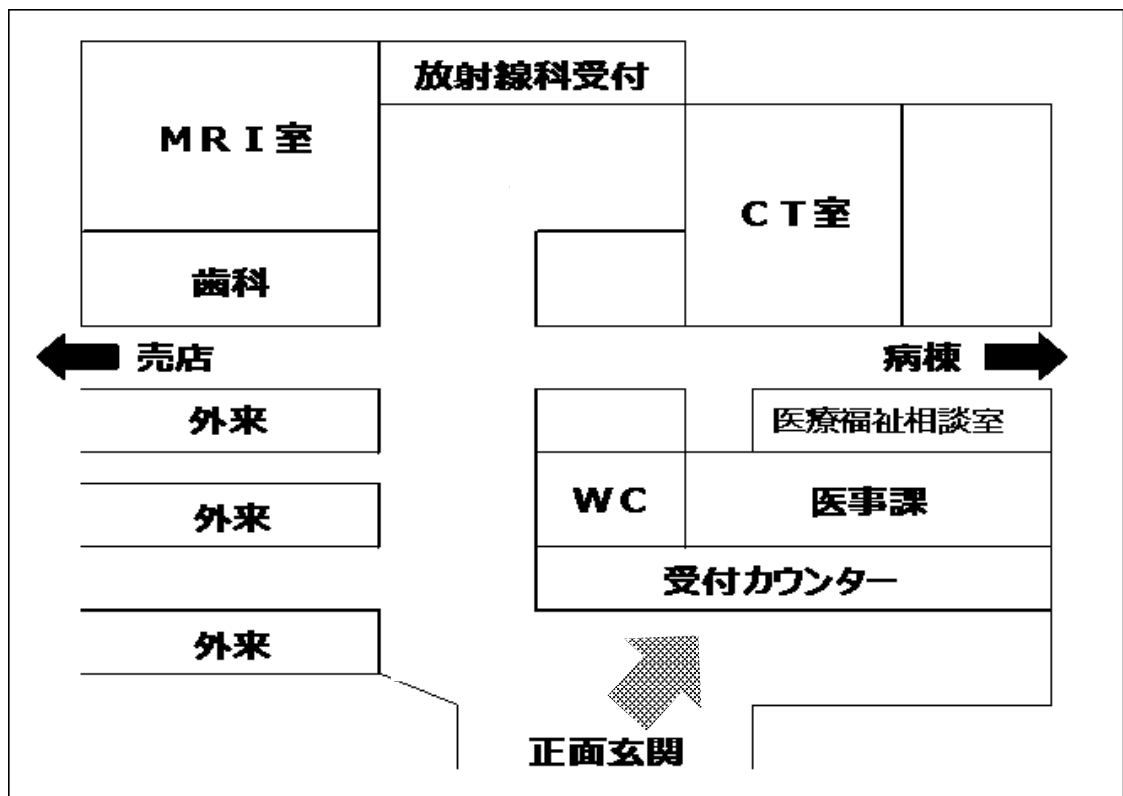 放射線科受付
ＭＲＩ室
ＣＴ室
歯科
売店
病棟
外来
医療福祉相談室
外来
ＷＣ
医事課
受付カウンター
外来
正面玄関